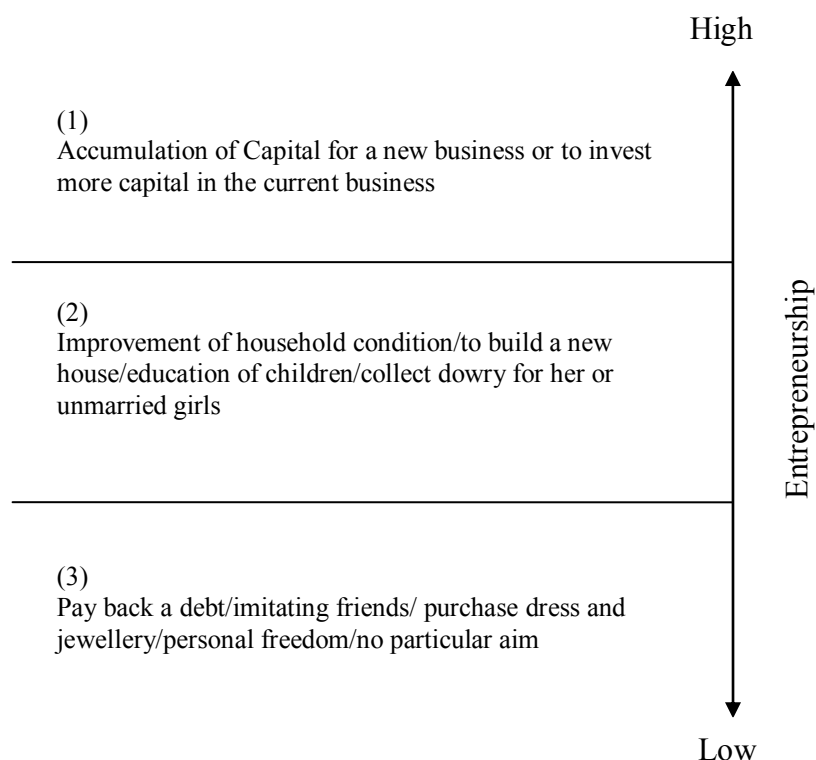 High
(1)
Accumulation of Capital for a new business or to invest
more capital in the current business
(2)
Improvement of household condition/to build a new
house/education of children/collect dowry for her or
unmarried girls
Entrepreneurship
(3)
Pay back a debt/imitating friends/ purchase dress and
jewellery/personal freedom/no particular aim
Low